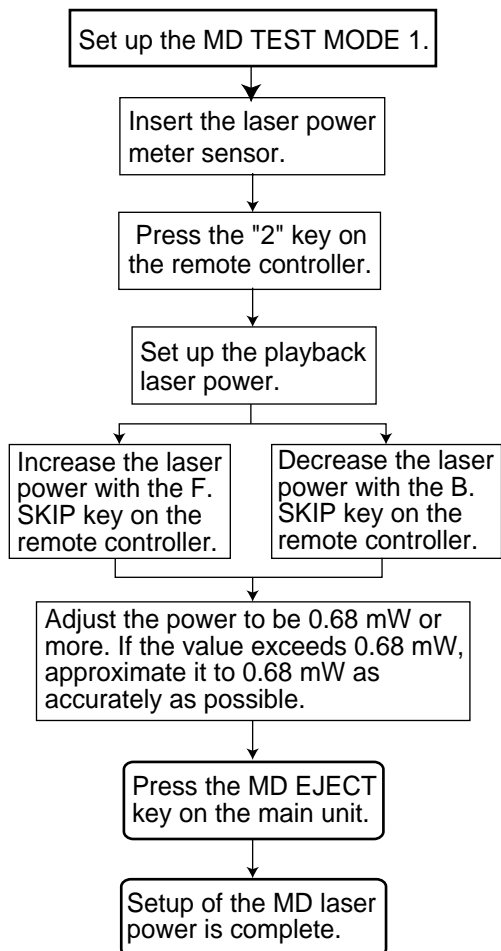 Set up the MD TEST MODE 1.
Insert the laser power
meter sensor.
Press the "2" key on
the remote controller.
Set up the playback
laser power.
Increase the laser
power with the F.
SKIP key on the
remote controller.
Decrease the laser
power with the B.
SKIP key on the
remote controller.
Adjust the power to be 0.68 mW or
more. If the value exceeds 0.68 mW,
approximate it to 0.68 mW as
accurately as possible.
Press the MD EJECT
key on the main unit.
Setup of the MD laser
power is complete.